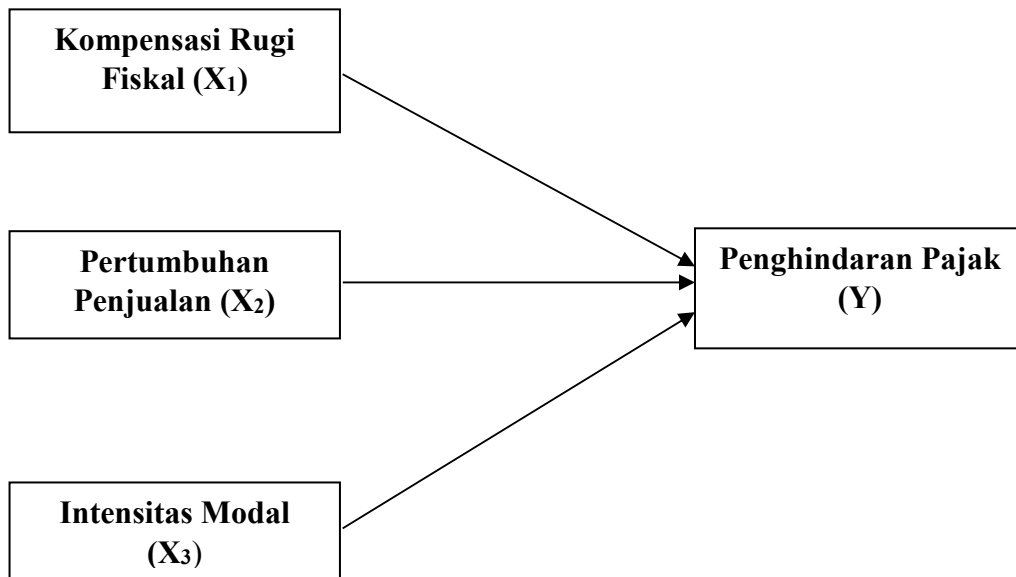 Kompensasi Rugi
Fiskal (X₁)
Pertumbuhan
Penjualan (X₂)
Penghindaran Pajak
(Y)
Intensitas Modal
(X₃)